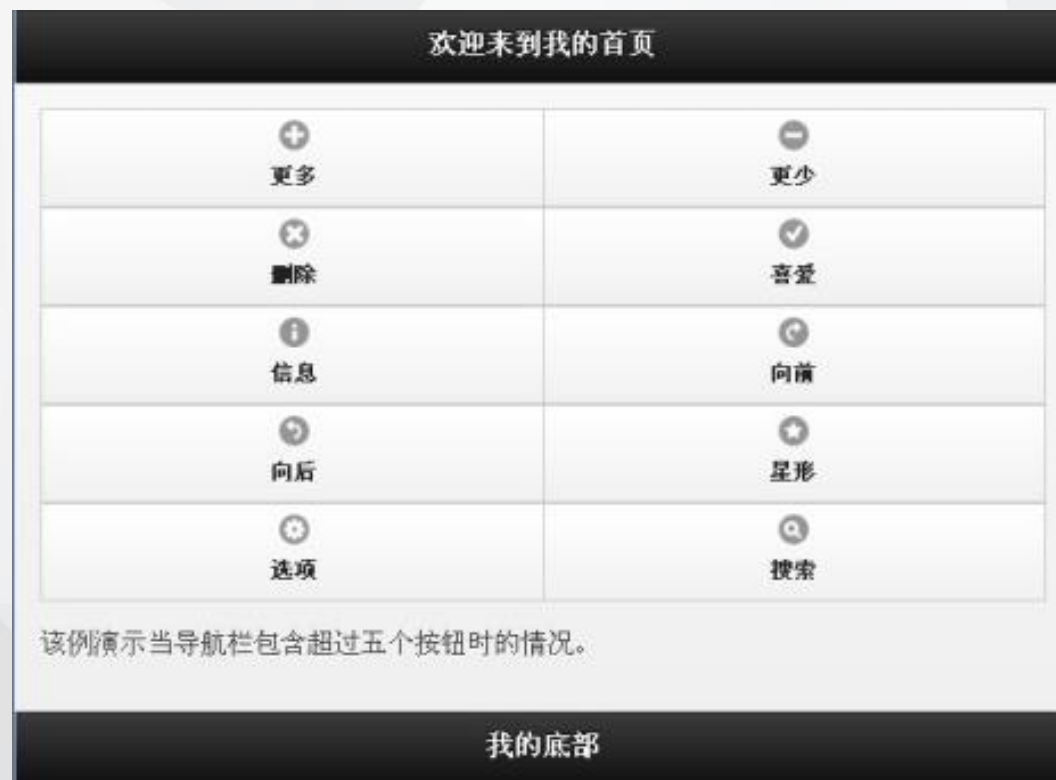 欢迎来到我的首页
更多 更少
删除 喜爱
信息 向前
向后 星形
选项 搜索
该例演示当导航栏包含超过五个按钮时的情况。
我的底部